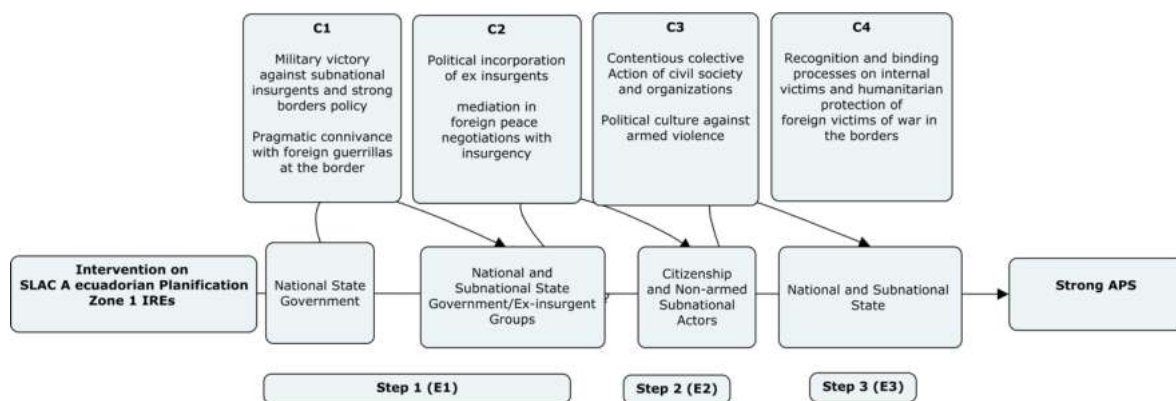 C1
Military victory
against subnational
insurgents and strong
borders policy
Pragmatic connivance
with foreign guerrillas
at the border
C2
Political incorporation
of ex insurgents
mediation in
foreign peace
negotiations with
insurgency
C3
Contentious colective
Action of civil society
and organizations
Political culture against
armed violence
C4
Recognition and binding
processes on internal
victims and humanitarian
protection of
foreign victims of war in
the borders
Intervention on
SLAC A ecuadorian Planification
Zone 1 IREs
National State
Government
National and
Subnational State
Government/Ex-insurgent
Groups
?
Citizenship
and Non-armed
Subnational
Actors
National and Subnational
State
Strong APS
Step 1 (E1)
Step 2 (E2)
Step 3 (E3)